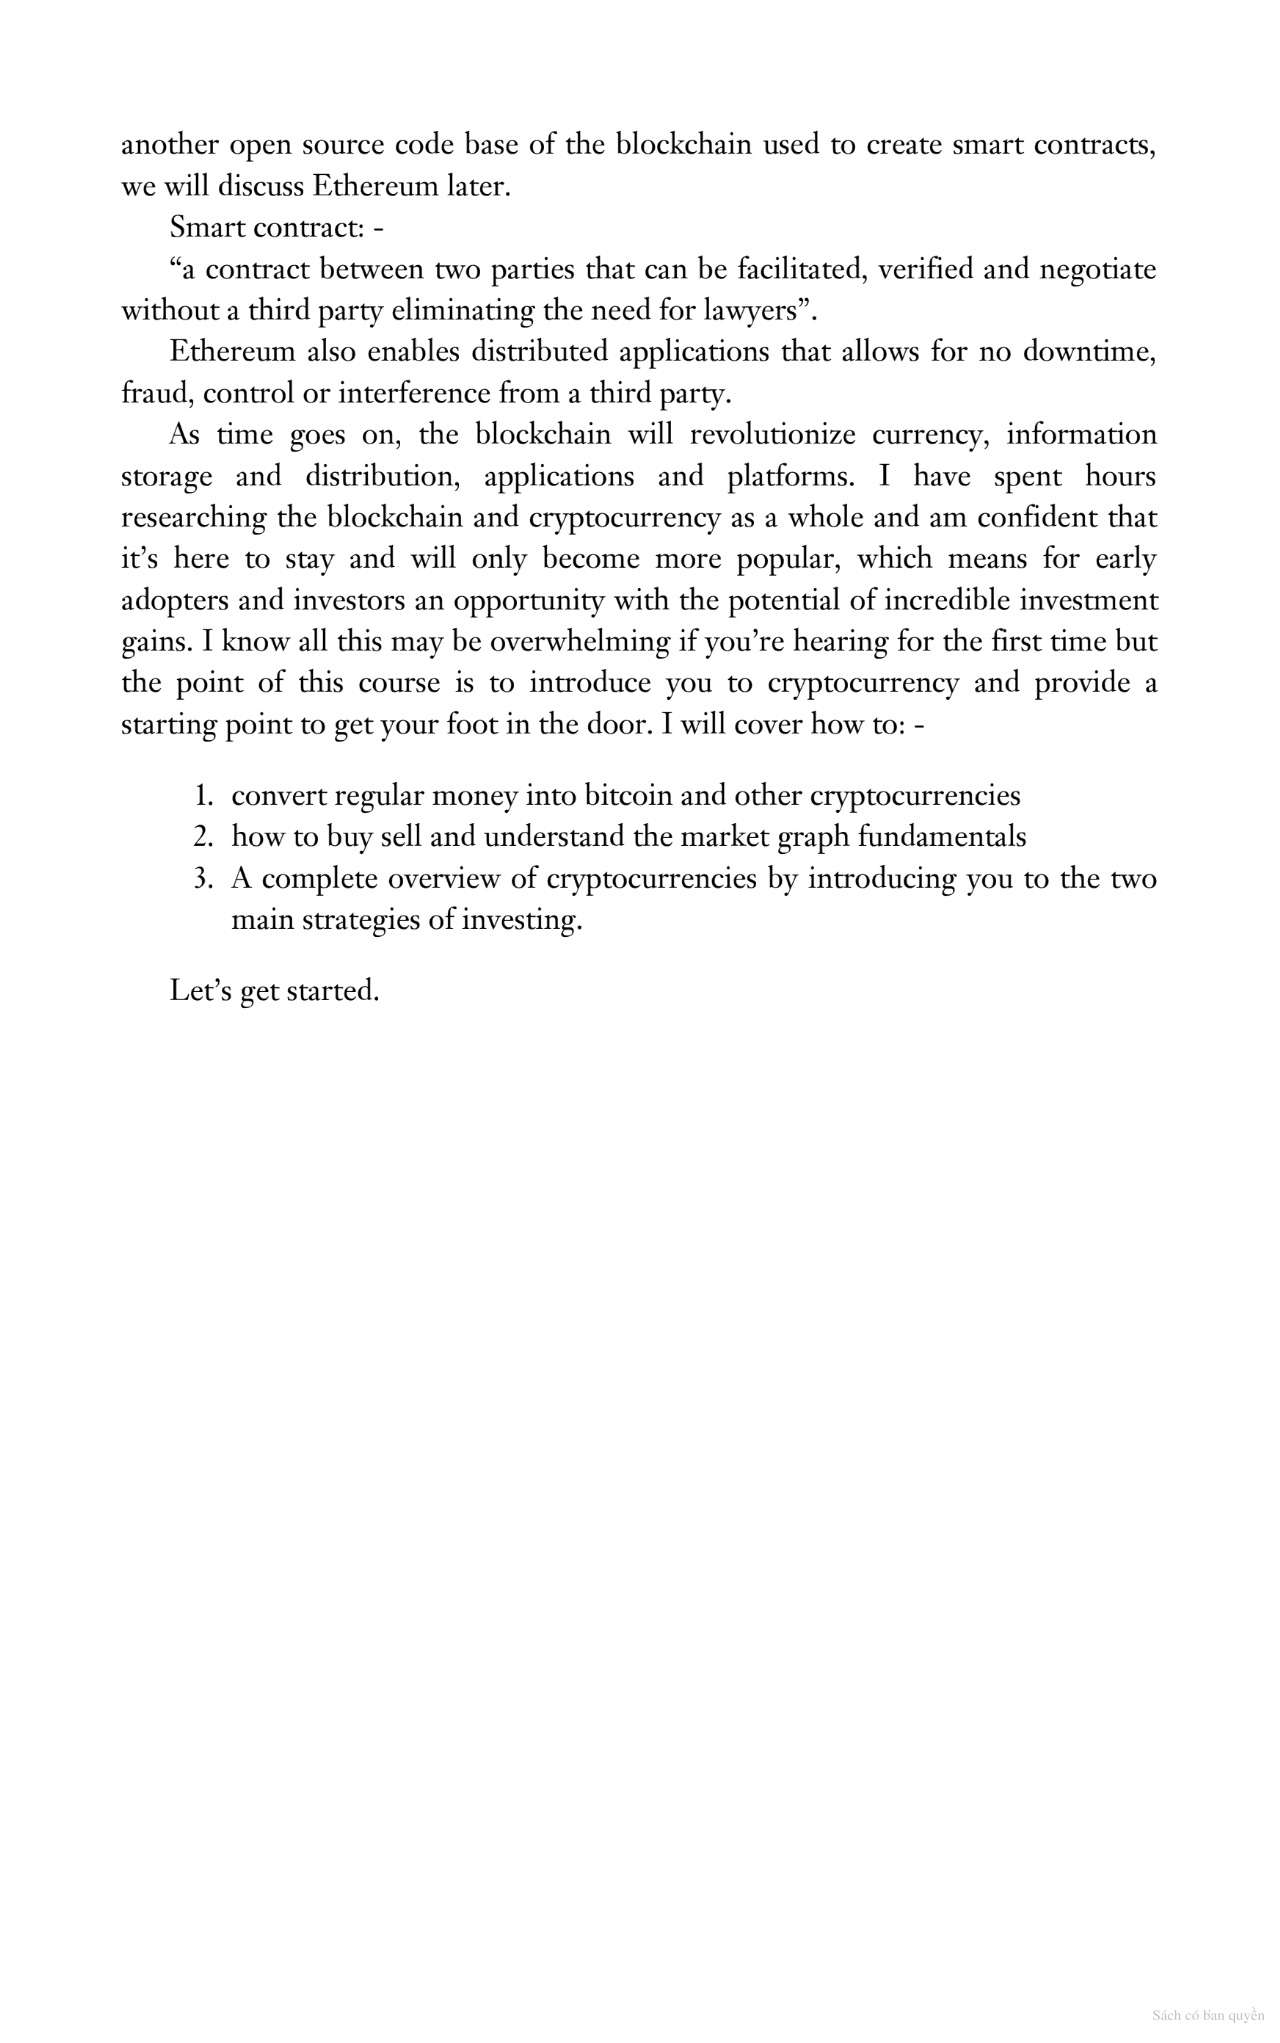 another open source code base of the blockchain used to create smart contracts,
we will discuss Ethereum later.
Smart contract: -
“a contract between two parties that can be facilitated, verified and negotiate
without a third party eliminating the need for lawyers”.
Ethereum also enables distributed applications that allows for no downtime,
fraud, control or interference from a third party.
As time goes on, the blockchain will revolutionize currency, information
storage and distribution, applications and platforms. I have spent hours
researching the blockchain and cryptocurrency as a whole and am confident that
it’s here to stay and will only become more popular, which means for early
adopters and investors an opportunity with the potential of incredible investment
gains. I know all this may be overwhelming if you’re hearing for the first time but
the point of this course is to introduce you to cryptocurrency and provide a
starting point to get your foot in the door. I will cover how to: -
1. convert regular money into bitcoin and other cryptocurrencies
2. how to buy sell and understand the market graph fundamentals
3. A complete overview of cryptocurrencies by introducing you to the two
main strategies of investing.
Let’s get started.
Sách có bản quyền